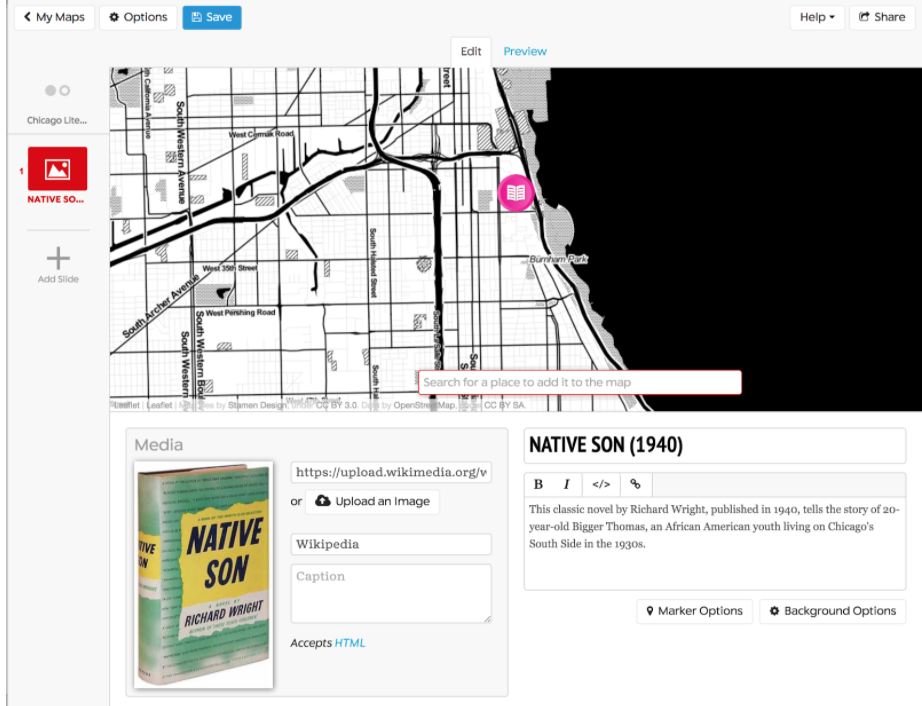 My Maps
Options
Save
Help
Share
Edit
Preview
Chicago Lite...
1
NATIVE SO...
Add Slide
South Western Avenue
West Cermak Road
South Halsted Street
West 35th Street
South Archer Avenue
West Pershing Road
South Western Boul
Burnham Park
Search for a place to add it to the map
Leaflet | Leaflet |
by Stamen Design, under CC BY 3.0. Data by OpenStreetMap, under CC BY SA.
Media
https://upload.wikimedia.org/w
or Upload an Image
Wikipedia
Caption
Accepts HTML
NATIVE
SON
A NOVEL BY
RICHARD WRIGHT
NATIVE SON (1940)
B I </>
This classic novel by Richard Wright, published in 1940, tells the story of 20-
year-old Bigger Thomas, an African American youth living on Chicago's
South Side in the 1930s.
Marker Options
Background Options